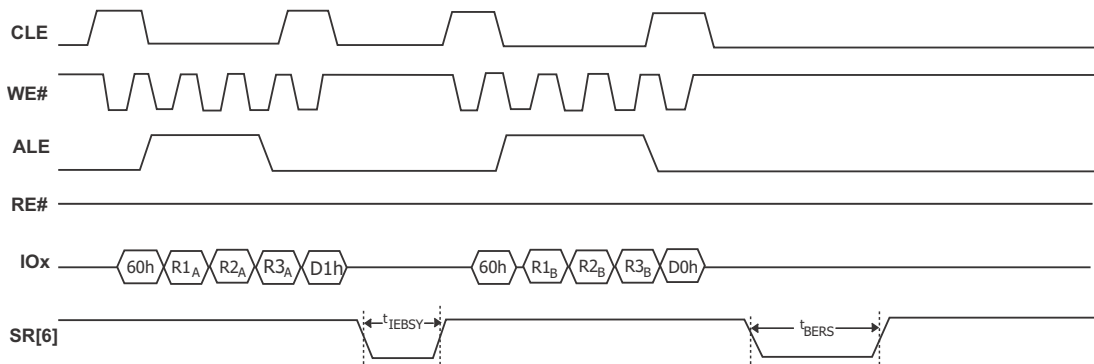 CLE
WE#
ALE
RE#
IOx 60h R1A R2A R3A D1h 60h R1B R2B R3B D0h
SR[6] tIEBSY tBERS